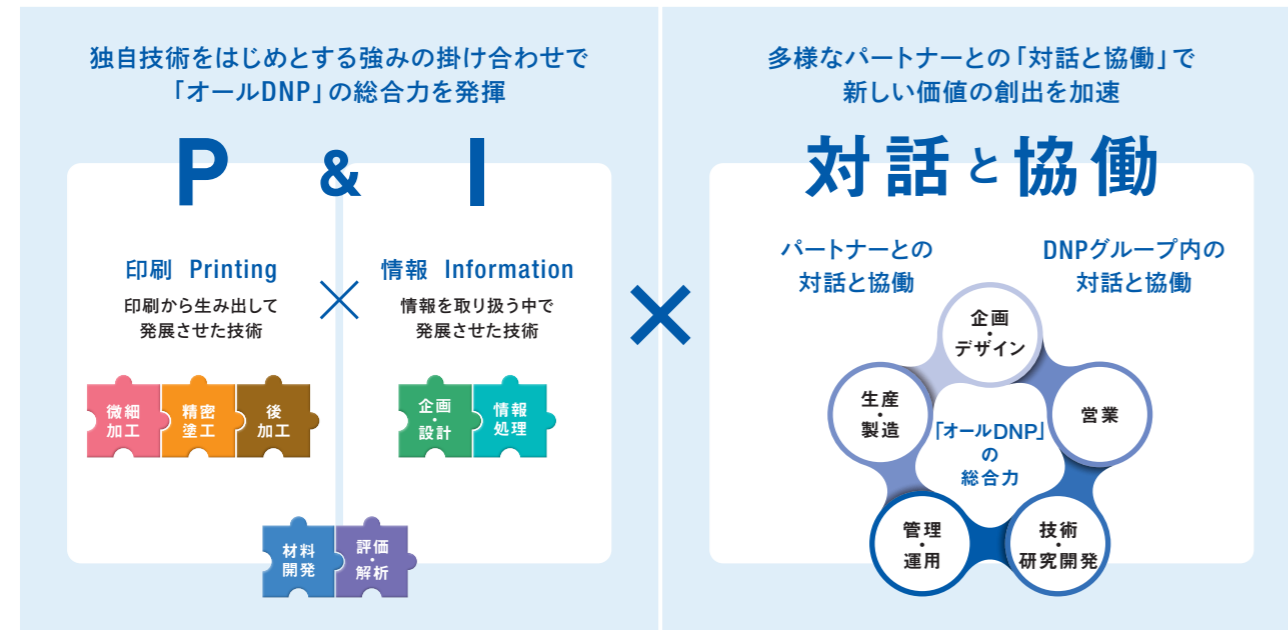 独自技術をはじめとする強みの掛け合わせで
「オールDNP」の総合力を発揮
P & I
印刷 Printing
印刷から生み出して
発展させた技術
×
情報 Information
情報を取り扱う中で
発展させた技術
微細
加工
精密
塗工
後
加工
企画
・
設計
情報
処理
材料
開発
評価
・
解析
×
多様なパートナーとの「対話と協働」で
新しい価値の創出を加速
対話と協働
パートナーとの
対話と協働
DNPグループ内の
対話と協働
企画
・
デザイン
生産
・
製造
営業
「オールDNP」
の
総合力
管理
・
運用
技術
・
研究開発